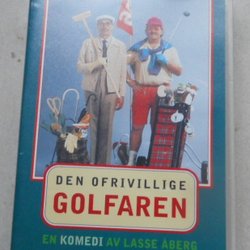 DEN OFRIVILLIGE
GOLFAREN
EN KOMEDI AV LASSE ÅBERG